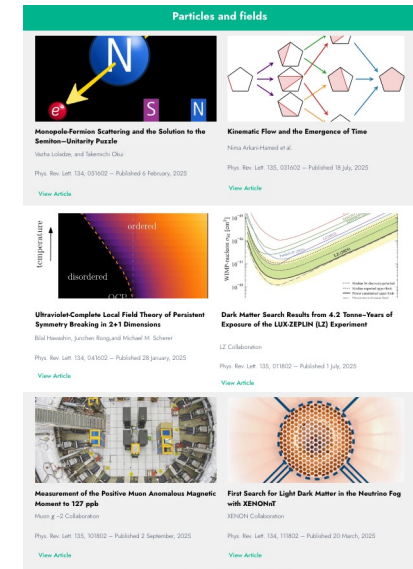 Particles and fields
N
e+
S
N
Monopole-Fermion Scattering and the Solution to the
Semiton–Unitarity Puzzle
Vazha Loladze, and Takemichi Okui
Phys. Rev. Lett. 134, 051602 – Published 6 February, 2025
View Article
Kinematic Flow and the Emergence of Time
Nima Arkani-Hamed et al.
Phys. Rev. Lett. 135, 031602 – Published 18 July, 2025
View Article
temperature
ordered
disordered
OCP
Ultraviolet-Complete Local Field Theory of Persistent
Symmetry Breaking in 2+1 Dimensions
Bilal Hawashin, Junchen Rong,and Michael M. Scherer
Phys. Rev. Lett. 134, 041602 – Published 28 January, 2025
View Article
WIMP-nucleon σSI [cm²]
Dark Matter Search Results from 4.2 Tonne-Years of
Exposure of the LUX-ZEPLIN (LZ) Experiment
LZ Collaboration
Phys. Rev. Lett. 135, 011802 – Published 1 July, 2025
View Article
Measurement of the Positive Muon Anomalous Magnetic
Moment to 127 ppb
Muon g −2 Collaboration
Phys. Rev. Lett. 135, 101802 – Published 2 September, 2025
View Article
First Search for Light Dark Matter in the Neutrino Fog
with XENONnT
XENON Collaboration
Phys. Rev. Lett. 134, 111802 – Published 20 March, 2025
View Article